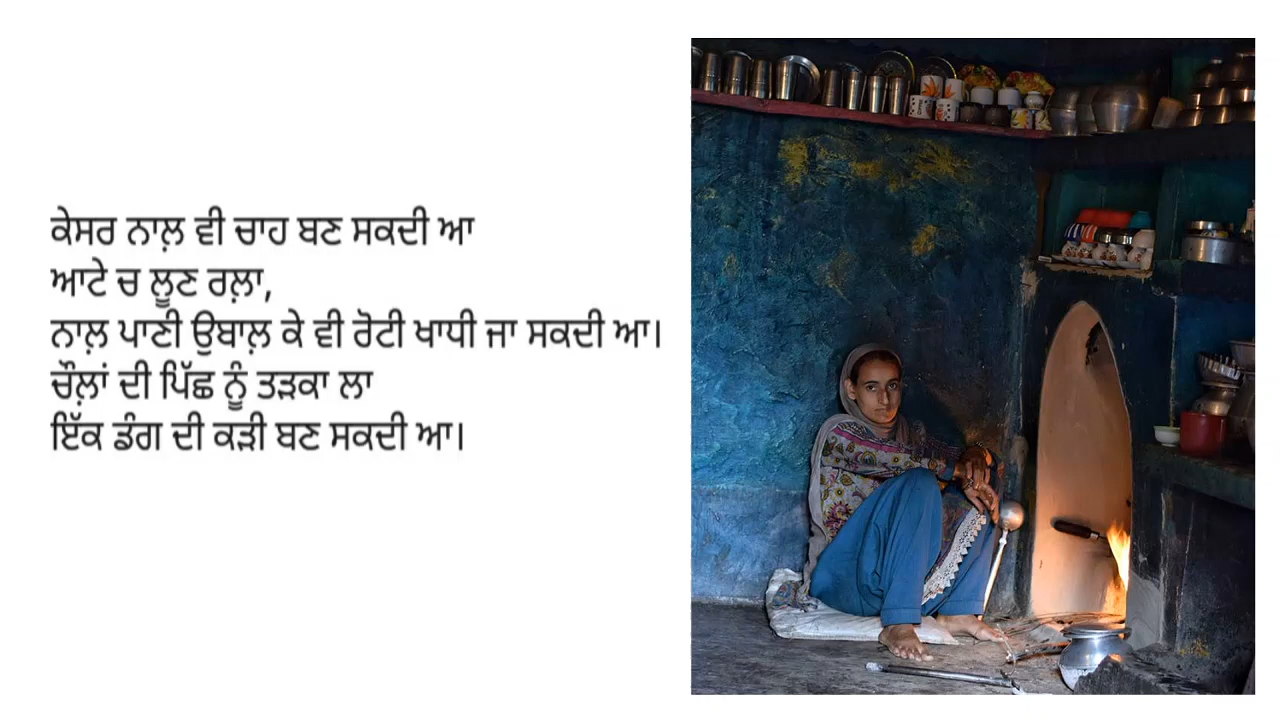 ਕੇਸਰ ਨਾਲ਼ ਵੀ ਚਾਹ ਬਣ ਸਕਦੀ ਆ
ਆਟੇ ਚ ਲੂਣ ਰਲ਼ਾ,
ਨਾਲ਼ ਪਾਣੀ ਉਬਾਲ਼ ਕੇ ਵੀ ਰੋਟੀ ਖਾਧੀ ਜਾ ਸਕਦੀ ਆ।
ਚੌਲ਼ਾਂ ਦੀ ਪਿੱਛ ਨੂੰ ਤੜਕਾ ਲਾ
ਇੱਕ ਡੰਗ ਦੀ ਕੜੀ ਬਣ ਸਕਦੀ ਆ।